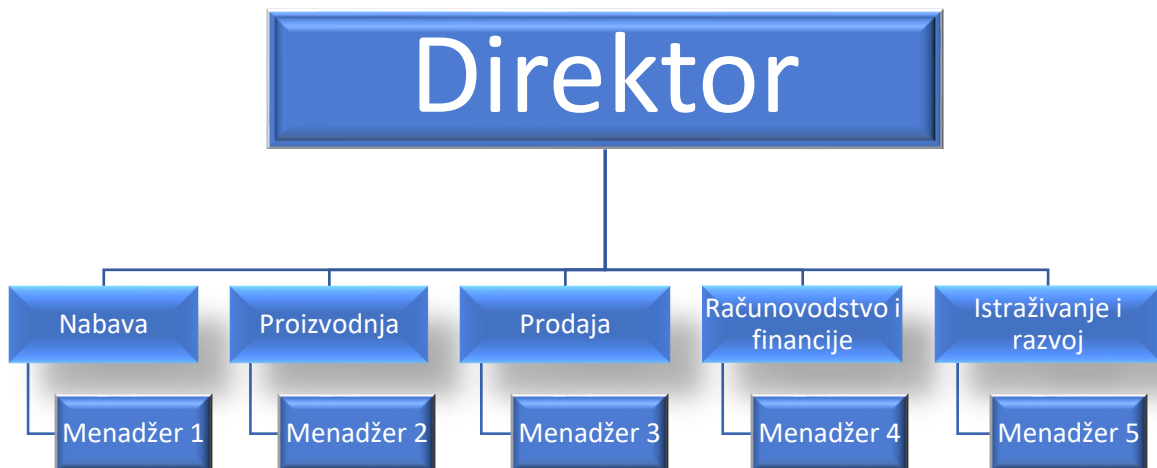 Direktor
Nabava
Proizvodnja
Prodaja
Računovodstvo i
financije
Istraživanje i
razvoj
Menadžer 1
Menadžer 2
Menadžer 3
Menadžer 4
Menadžer 5